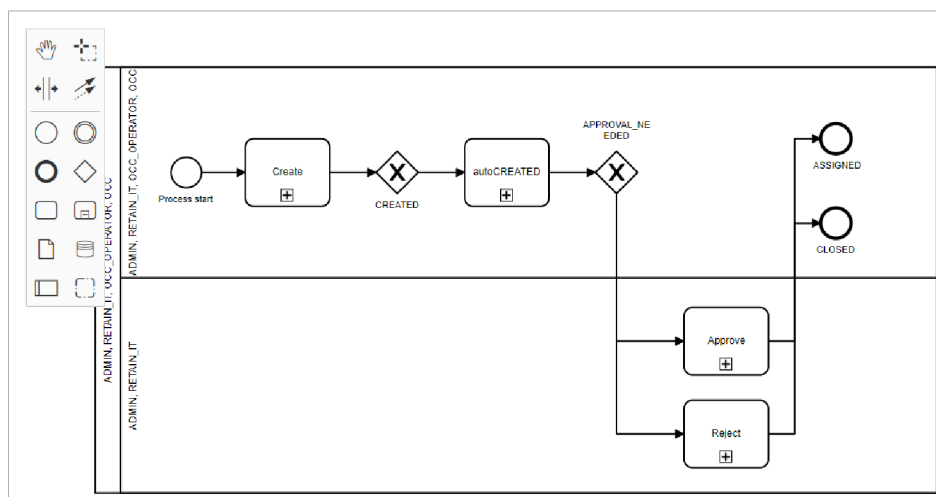 ADMIN, RETAIN_IT, OCC_OPERATOR, OCC
ADMIN, RETAIN_IT, OCC_OPERATOR, OCC
Process start
Create
CREATED
autoCREATED
APPROVAL_NE
EDED
ASSIGNED
CLOSED
ADMIN, RETAIN_IT
Approve
Reject